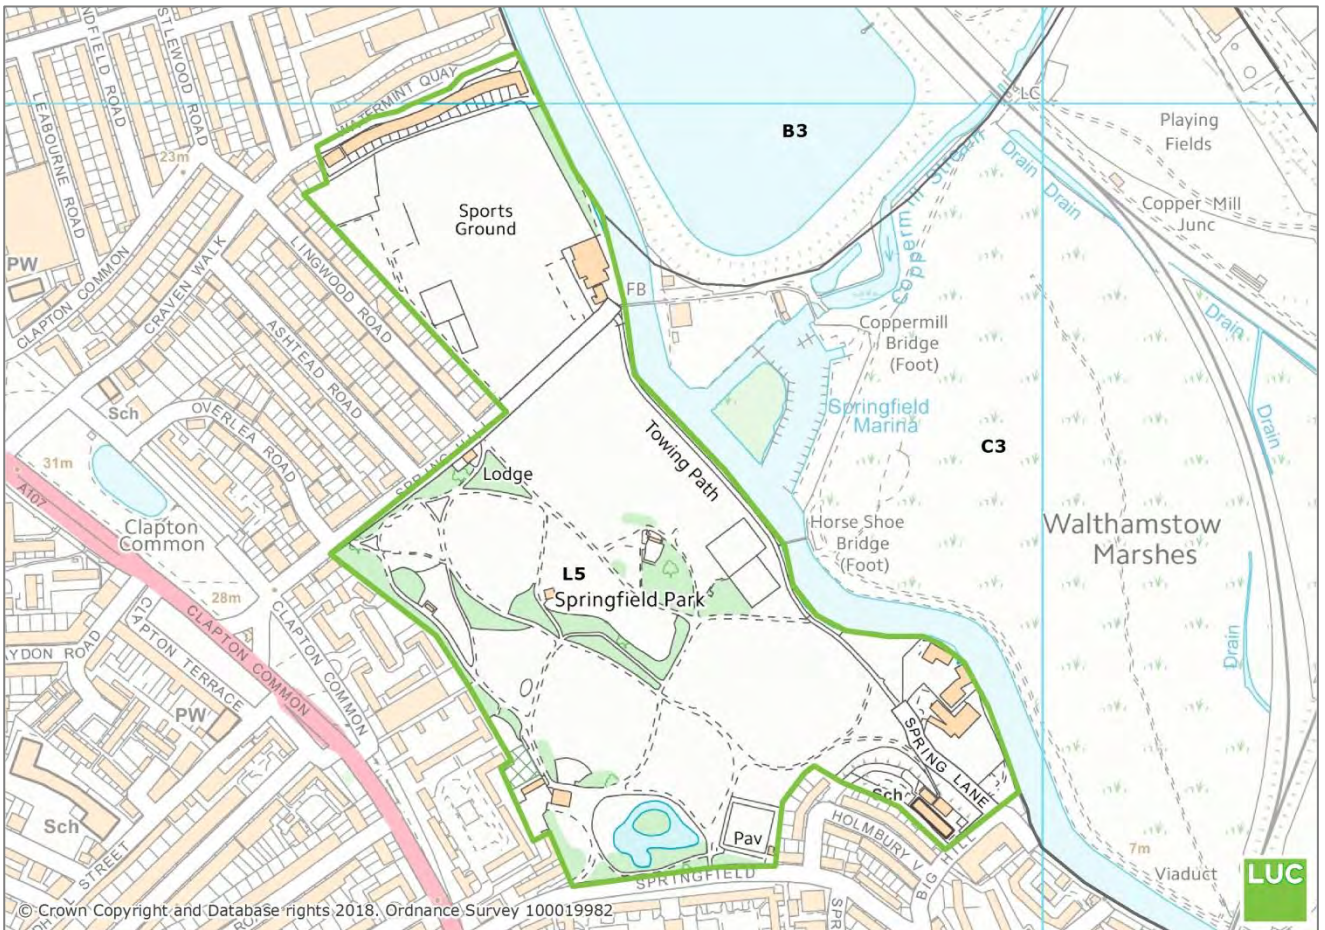 LEABOURNE ROAD
CASTLEWOOD ROAD
WATERMINT QUAY
23m
B3
LC
Playing
Fields
Coppermill Stream
Drain
Drain
Copper Mill
Junc
Sports
Ground
PW
CLAPTON COMMON
CRAVEN WALK
LINGWOOD ROAD
ASHTEAD ROAD
FB
Coppermill
Bridge
(Foot)
Drain
Sch
OVERLEA ROAD
Springfield
Marina
Drain
C3
31m
A107
Towing Path
Lodge
Clapton
Common
Horse Shoe
Bridge
(Foot)
Walthamstow
Marshes
L5
Springfield Park
28m
CLAPTON TERRACE
CLAPTON COMMON
CLAPTON COMMON
Drain
PW
SPRING LANE
Sch
Sch
HOLMBURY V
Pav
7m
SPRINGFIELD
BIG HILL
Viaduct
LUC
© Crown Copyright and Database rights 2018. Ordnance Survey 100019982